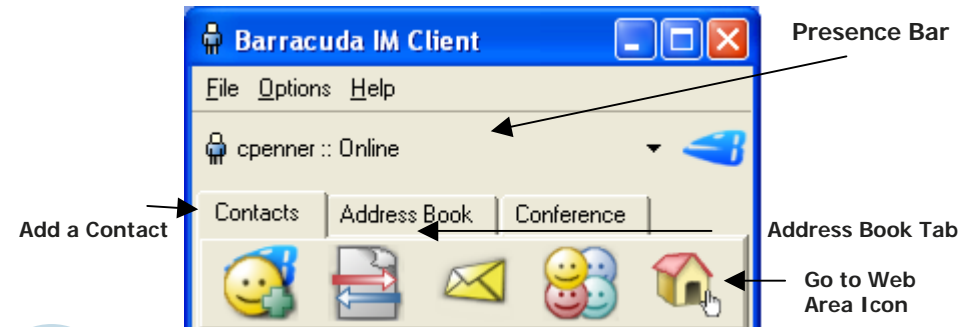 Barracuda IM Client
Presence Bar
File Options Help
cpenner :: Online
Contacts Address Book Conference
Add a Contact
Address Book Tab
Go to Web
Area Icon